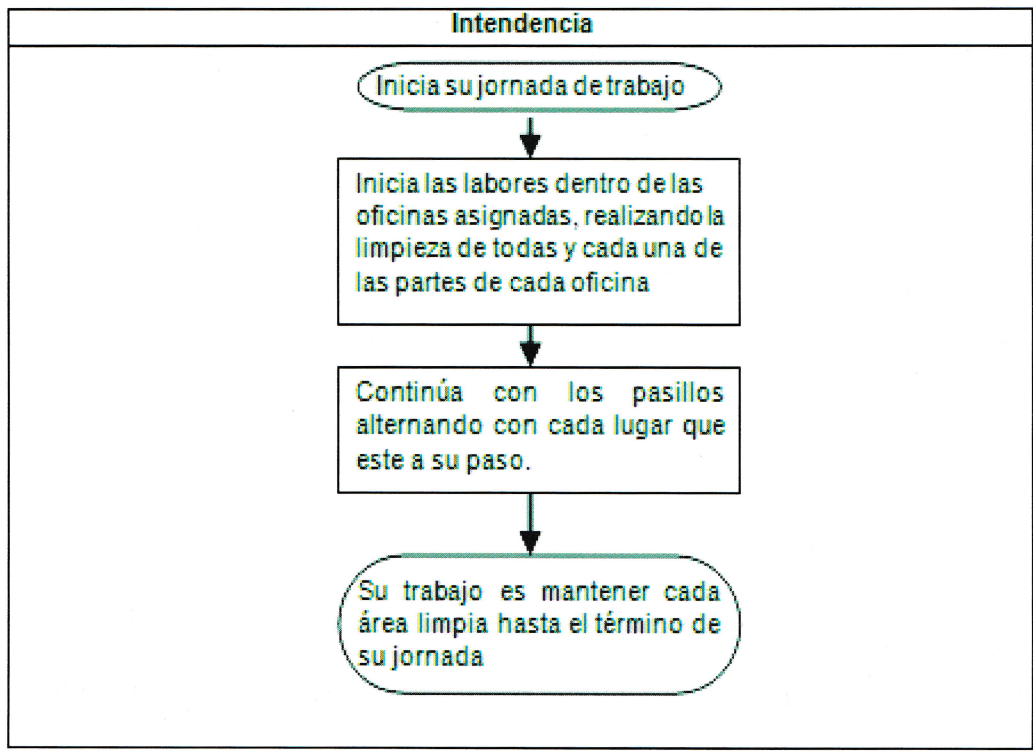 Intendencia
Inicia su jornada de trabajo
Inicia las labores dentro de las
oficinas asignadas, realizando la
limpieza de todas y cada una de
las partes de cada oficina
Continúa con los pasillos
alternando con cada lugar que
este a su paso.
Su trabajo es mantener cada
área limpia hasta el término de
su jornada